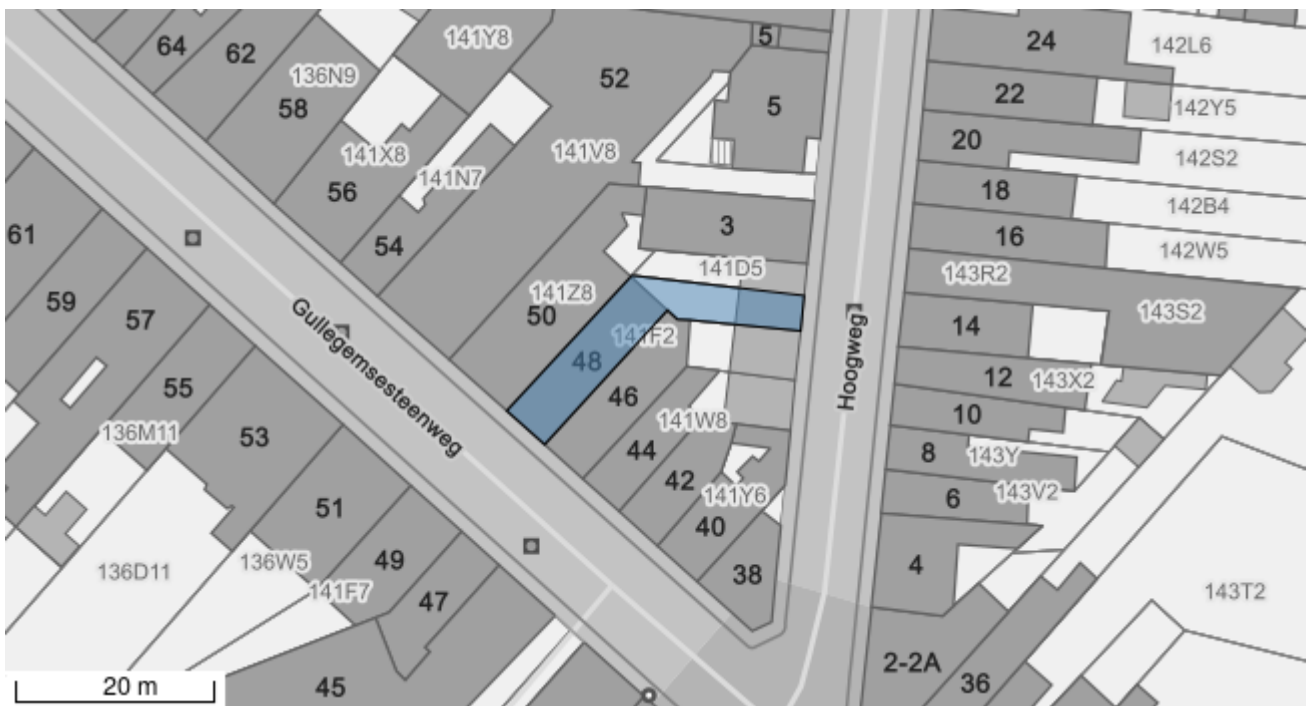 64
62
141Y8
5
24
142L6
58
136N9
52
5
22
142Y5
141X8
141N7
141V8
20
142S2
56
18
142B4
61
54
3
16
142W5
59
57
Gullegemsesteenweg
50
141Z8
141D5
143R2
143S2
48
141F2
Hoogweg
14
55
46
12
143X2
136M11
53
44
141W8
10
8
143Y
42
141Y6
6
143V2
51
40
136D11
136W5
49
38
4
141F7
47
143T2
2-2A
36
45
20 m